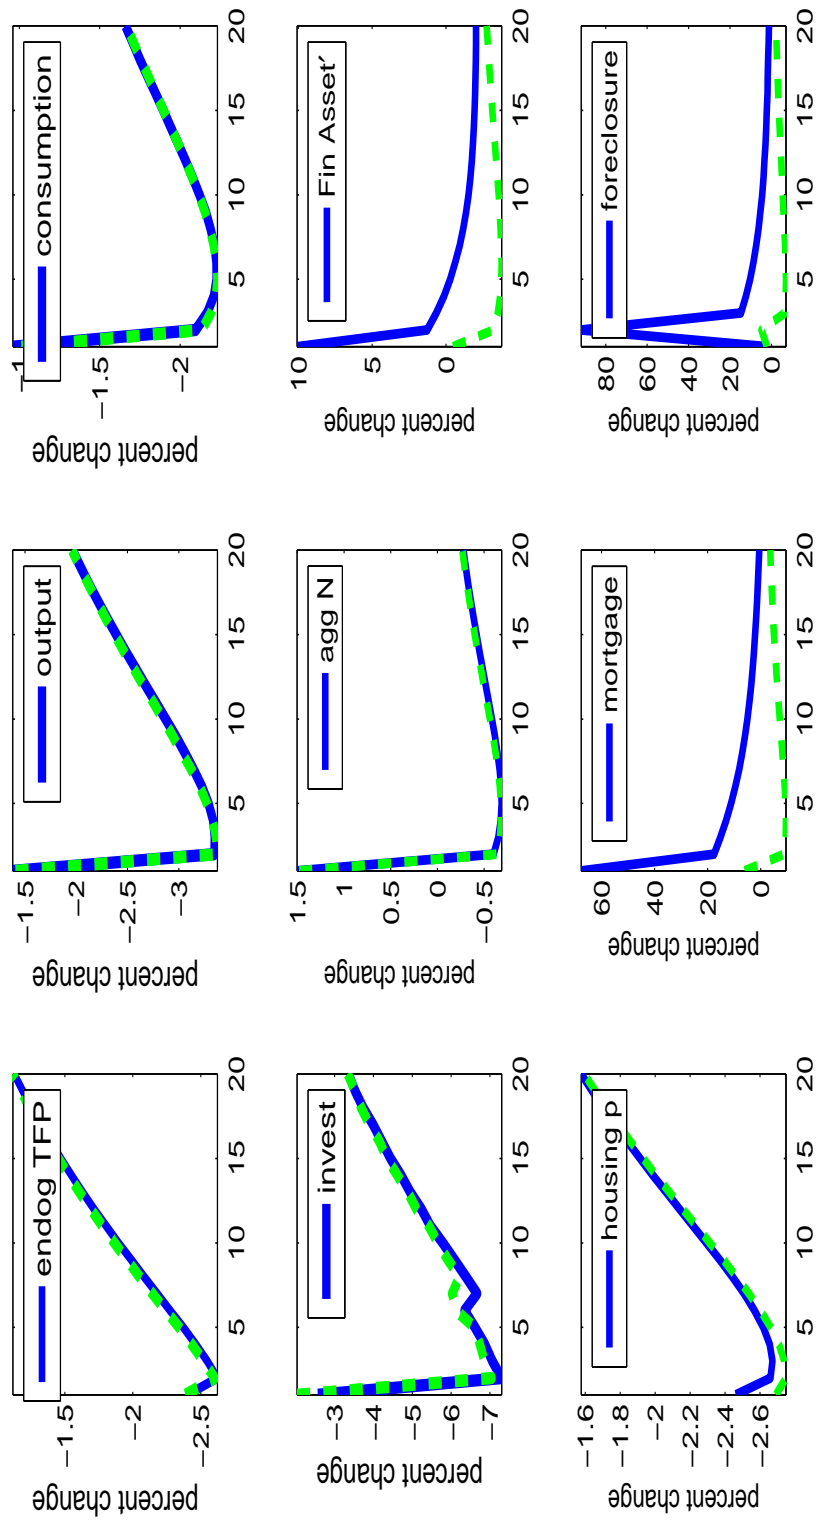 percent change
−1.5
−2
−2.5
endog TFP
5 10 15 20
percent change
−1.5
−2
−2.5
−3
output
5 10 15 20
percent change
−1
−1.5
−2
consumption
5 10 15 20
percent change
−3
−4
−5
−6
−7
invest
5 10 15 20
percent change
1.5
1
0.5
0
−0.5
agg N
5 10 15 20
percent change
10
5
0
Fin Asset′
5 10 15 20
percent change
−1.6
−1.8
−2
−2.2
−2.4
−2.6
housing p
5 10 15 20
percent change
60
40
20
0
mortgage
5 10 15 20
percent change
80
60
40
20
0
foreclosure
5 10 15 20